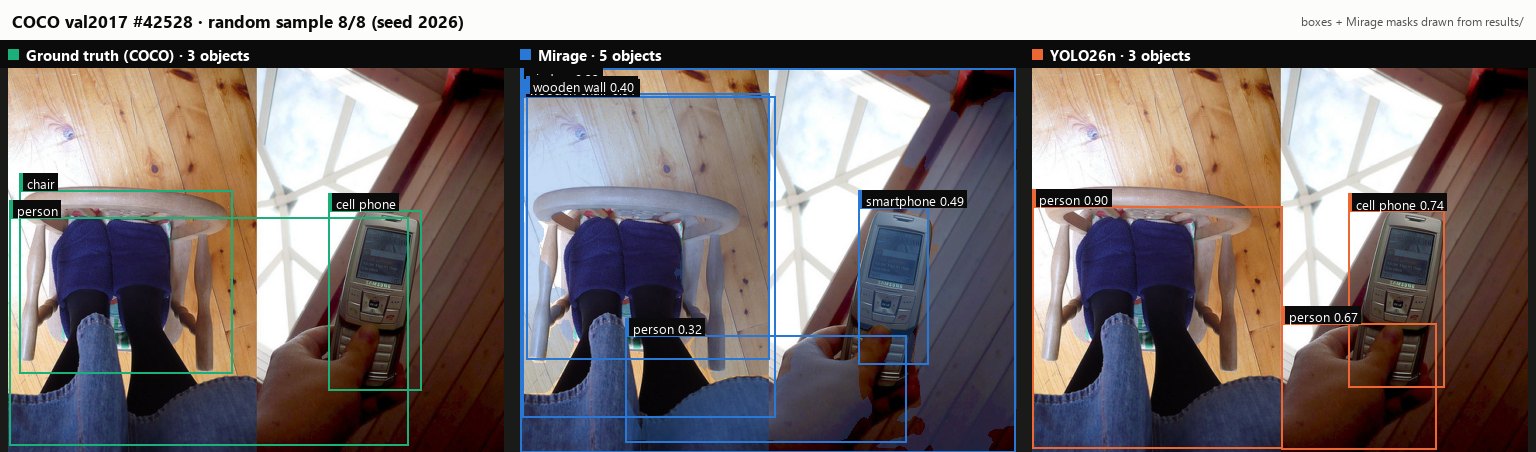 COCO val2017 #42528 · random sample 8/8 (seed 2026)
boxes + Mirage masks drawn from results/
Ground truth (COCO) · 3 objects
Mirage · 5 objects
YOLO26n · 3 objects
chair
person
cell phone
SAMSUNG
wooden wall 0.40
smartphone 0.49
person 0.32
SAMSUNG
person 0.90
cell phone 0.74
person 0.67
SAMSUNG